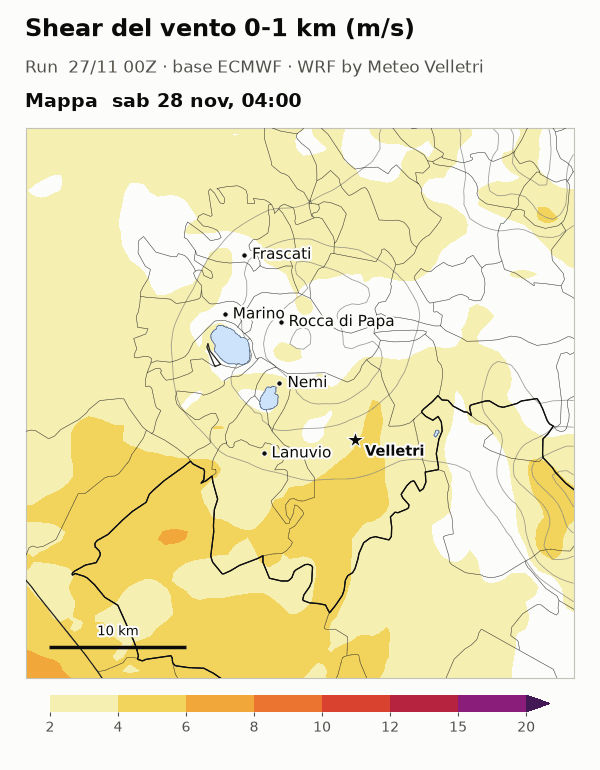 Shear del vento 0-1 km (m/s)
Run 27/11 00Z · base ECMWF · WRF by Meteo Velletri
Mappa sab 28 nov, 04:00
Frascati
Marino
Rocca di Papa
Nemi
Velletri
Lanuvio
10 km
2 4 6 8 10 12 15 20